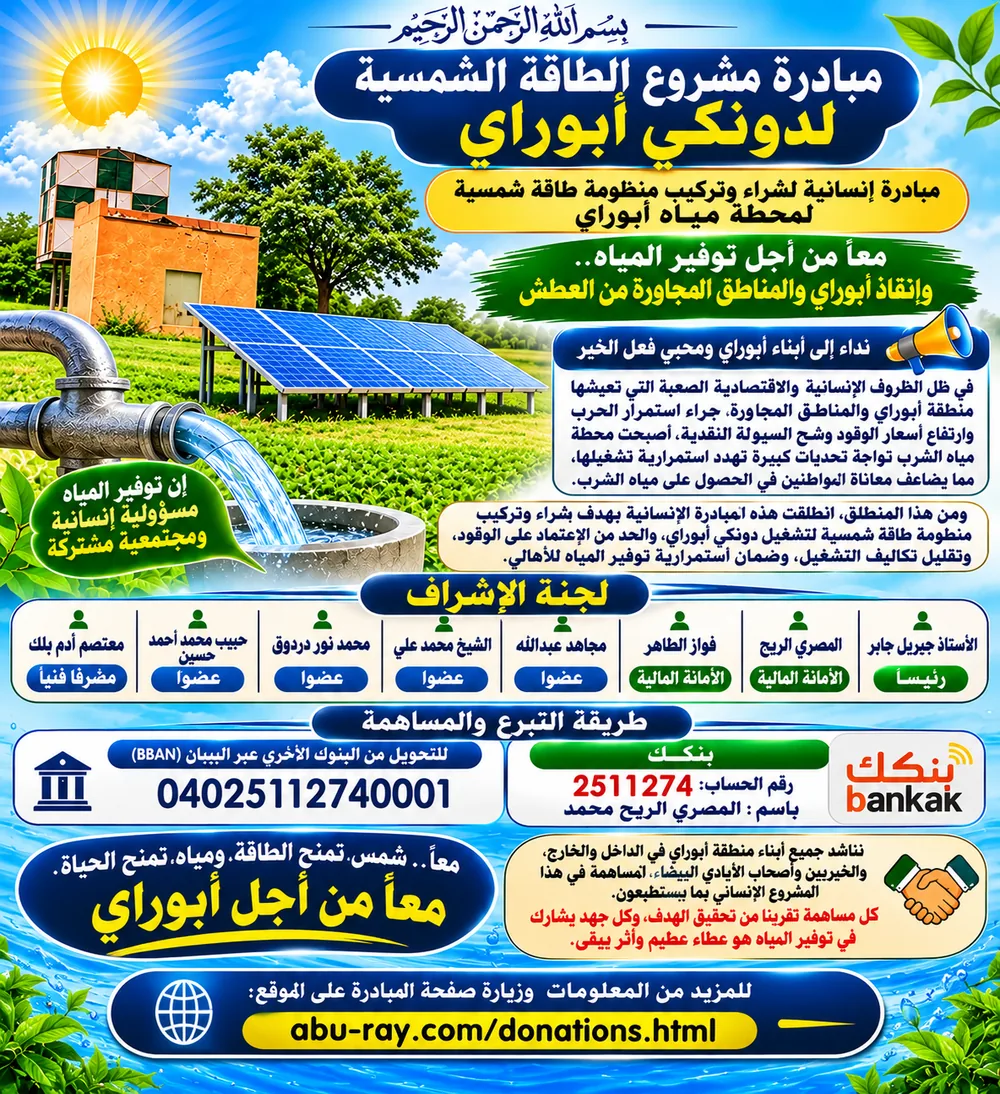 بِسْمِ اللَّهِ الرَّحْمَنِ الرَّحِيمِ
مبادرة مشروع الطاقة الشمسية
لدونكي أبوراي
مبادرة إنسانية لشراء وتركيب منظومة طاقة شمسية
لمحطة مياه أبوراي
معاً من أجل توفير المياه..
وإنقاذ أبوراي والمناطق المجاورة من العطش
نداء إلى أبناء أبوراي ومحبي فعل الخير
في ظل الظروف الإنسانية والاقتصادية الصعبة التي تعيشها
منطقة أبوراي والمناطق المجاورة، جراء استمرار الحرب
وارتفاع أسعار الوقود وشح السيولة النقدية، أصبحت محطة
مياه الشرب تواجة تحديات كبيرة تهدد استمرارية تشغيلها،
مما يضاعف معاناة المواطنين في الحصول على مياه الشرب.
ومن هذا المنطلق، انطلقت هذه المبادرة الإنسانية بهدف شراء وتركيب
منظومة طاقة شمسية لتشغيل دونكي أبوراي، والحد من الإعتماد على الوقود،
وتقليل تكاليف التشغيل، وضمان استمرارية توفير المياه للأهالي.
إن توفير المياه
مسؤولية إنسانية
ومجتمعية مشتركة
لجنة الإشراف
الأستاذ جيريل جابر
رئيساً
المصري الريح
الأمانة المالية
فواز الطاهر
الأمانة المالية
مجاهد عبدالله
عضوا
الشيخ محمد علي
عضوا
محمد نور دردوق
عضوا
حبيب محمد أحمد
حسين
عضوا
معتصم أدم بلك
مشرفا فنياً
طريقة التبرع والمساهمة
بنكك
bankak
بنكك
رقم الحساب: 2511274
باسم : المصري الريح محمد
للتحويل من البنوك الأخري عبر البيبان (BBAN)
04025112740001
نناشد جميع أبناء منطقة أبوراي في الداخل والخارج،
والخيريين وأصحاب الأيادي البيضاء، المساهمة في هذا
المشروع الإنساني بما يستطيعون.
كل مساهمة تقربنا من تحقيق الهدف، وكل جهد يشارك
في توفير المياه هو عطاء عظيم وأثر يبقى.
معاً.. شمس، تمنح الطاقة، ومياه، تمنح الحياة.
معاً من أجل أبوراي
للمزيد من المعلومات وزيارة صفحة المبادرة على الموقع:
abu-ray.com/donations.html